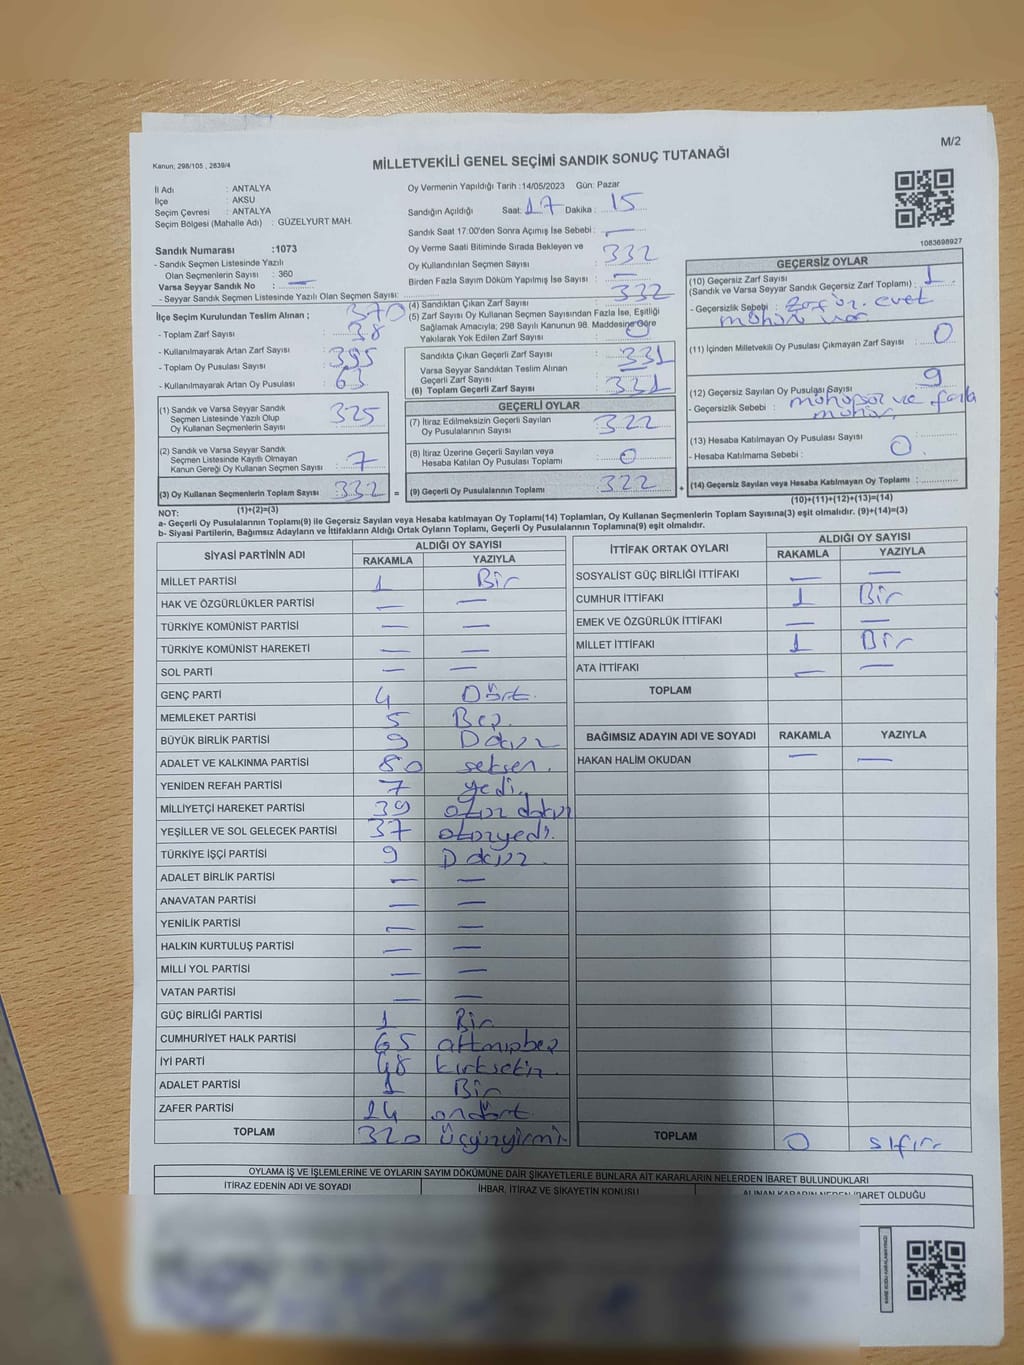 M/2
Kanun; 298/105 , 2839/4
MİLLETVEKİLİ GENEL SEÇİMİ SANDIK SONUÇ TUTANAĞI
İl Adı : ANTALYA
İlçe : AKSU
Seçim Çevresi : ANTALYA
Seçim Bölgesi (Mahalle Adı) : GÜZELYURT MAH.
Oy Vermenin Yapıldığı Tarih :14/05/2023 Gün: Pazar
Sandığın Açıldığı Saat: 17 Dakika : 15
Sandık Saat 17.00'den Sonra Açımış İse Sebebi : —
Oy Verme Saati Bitiminde Sırada Bekleyen ve
Oy Kullandırılan Seçmen Sayısı : 332
Birden Fazla Sayım Döküm Yapılmış İse Sayısı : —
1083698927
Sandık Numarası :1073
- Sandık Seçmen Listesinde Yazılı
Olan Seçmenlerin Sayısı : 360
Varsa Seyyar Sandık No : —
- Seyyar Sandık Seçmen Listesinde Yazılı Olan Seçmen Sayısı:
İlçe Seçim Kurulundan Teslim Alınan ;
- Toplam Zarf Sayısı : 370
- Kullanılmayarak Artan Zarf Sayısı : 38
- Toplam Oy Pusulası Sayısı : 395
- Kullanılmayarak Artan Oy Pusulası : 63
(4) Sandıktan Çıkan Zarf Sayısı : 332
(5) Zarf Sayısı Oy Kullanan Seçmen Sayısından Fazla İse, Eşitliği
Sağlamak Amacıyla; 298 Sayılı Kanunun 98. Maddesine Göre
Yakılarak Yok Edilen Zarf Sayısı : 0
Sandıkta Çıkan Geçerli Zarf Sayısı : 331
Varsa Seyyar Sandıktan Teslim Alınan
Geçerli Zarf Sayısı : —
(6) Toplam Geçerli Zarf Sayısı : 331
GEÇERSİZ OYLAR
(10) Geçersiz Zarf Sayısı
(Sandık ve Varsa Seyyar Sandık Geçersiz Zarf Toplamı) : 1
- Geçersizlik Sebebi : evet
(11) İçinden Milletvekili Oy Pusulası Çıkmayan Zarf Sayısı : 0
(12) Geçersiz Sayılan Oy Pusulası Sayısı : 9
- Geçersizlik Sebebi : mühürsüz ve fazla
mühür
(13) Hesaba Katılmayan Oy Pusulası Sayısı : 0
- Hesaba Katılmama Sebebi :
(14) Geçersiz Sayılan veya Hesaba Katılmayan Oy Toplamı :
(10)+(11)+(12)+(13)=(14)
(1) Sandık ve Varsa Seyyar Sandık
Seçmen Listesinde Yazılı Olup
Oy Kullanan Seçmenlerin Sayısı : 325
(2) Sandık ve Varsa Seyyar Sandık
Seçmen Listesinde Kayıtlı Olmayan
Kanun Gereği Oy Kullanan Seçmen Sayısı : 7
(3) Oy Kullanan Seçmenlerin Toplam Sayısı : 332 =
(1)+(2)=(3)
GEÇERLİ OYLAR
(7) İtiraz Edilmeksizin Geçerli Sayılan
Oy Pusulalarının Sayısı : 322
(8) İtiraz Üzerine Geçerli Sayılan veya
Hesaba Katılan Oy Pusulası Toplamı : 0
(9) Geçerli Oy Pusulalarının Toplamı : 322 +
NOT:
a- Geçerli Oy Pusulalarının Toplamı(9) ile Geçersiz Sayılan veya Hesaba katılmayan Oy Toplamı(14) Toplamları, Oy Kullanan Seçmenlerin Toplam Sayısına(3) eşit olmalıdır. (9)+(14)=(3)
b- Siyasi Partilerin, Bağımsız Adayların ve İttifakların Aldığı Ortak Oyların Toplamı, Geçerli Oy Pusulalarının Toplamına(9) eşit olmalıdır.
SİYASİ PARTİNİN ADI ALDIĞI OY SAYISI
RAKAMLA YAZIYLA
MİLLET PARTİSİ 1 Bir
HAK VE ÖZGÜRLÜKLER PARTİSİ — —
TÜRKİYE KOMÜNİST PARTİSİ — —
TÜRKİYE KOMÜNİST HAREKETİ — —
SOL PARTİ — —
GENÇ PARTİ 4 Dört
MEMLEKET PARTİSİ 5 Beş
BÜYÜK BİRLİK PARTİSİ 9 Dokuz
ADALET VE KALKINMA PARTİSİ 80 seksen
YENİDEN REFAH PARTİSİ 7 yedi
MİLLİYETÇİ HAREKET PARTİSİ 39 otuz dokuz
YEŞİLLER VE SOL GELECEK PARTİSİ 37 otuzyedi
TÜRKİYE İŞÇİ PARTİSİ 9 Dokuz
ADALET BİRLİK PARTİSİ — —
ANAVATAN PARTİSİ — —
YENİLİK PARTİSİ — —
HALKIN KURTULUŞ PARTİSİ — —
MİLLİ YOL PARTİSİ — —
VATAN PARTİSİ — —
GÜÇ BİRLİĞİ PARTİSİ 1 Bir
CUMHURİYET HALK PARTİSİ 65 altmışbeş
İYİ PARTİ 48 kırksekiz
ADALET PARTİSİ 1 Bir
ZAFER PARTİSİ 14 ondört
TOPLAM 320 üçyüzyirmi
İTTİFAK ORTAK OYLARI ALDIĞI OY SAYISI
RAKAMLA YAZIYLA
SOSYALİST GÜÇ BİRLİĞİ İTTİFAKI — —
CUMHUR İTTİFAKI 1 Bir
EMEK VE ÖZGÜRLÜK İTTİFAKI — —
MİLLET İTTİFAKI 1 Bir
ATA İTTİFAKI — —
TOPLAM
BAĞIMSIZ ADAYIN ADI VE SOYADI RAKAMLA YAZIYLA
HAKAN HALİM OKUDAN — —
TOPLAM 0 sıfır
OYLAMA İŞ VE İŞLEMLERINE VE OYLARIN SAYIM DÖKÜMÜNE DAİR ŞİKAYETLERLE BUNLARA AİT KARARLARIN NELERDEN İBARET BULUNDUKLARI
İTİRAZ EDENİN ADI VE SOYADI İHBAR, İTİRAZ VE ŞİKAYETİN KONUSU ALINAN KARARIN NEDEN İBARET OLDUĞU